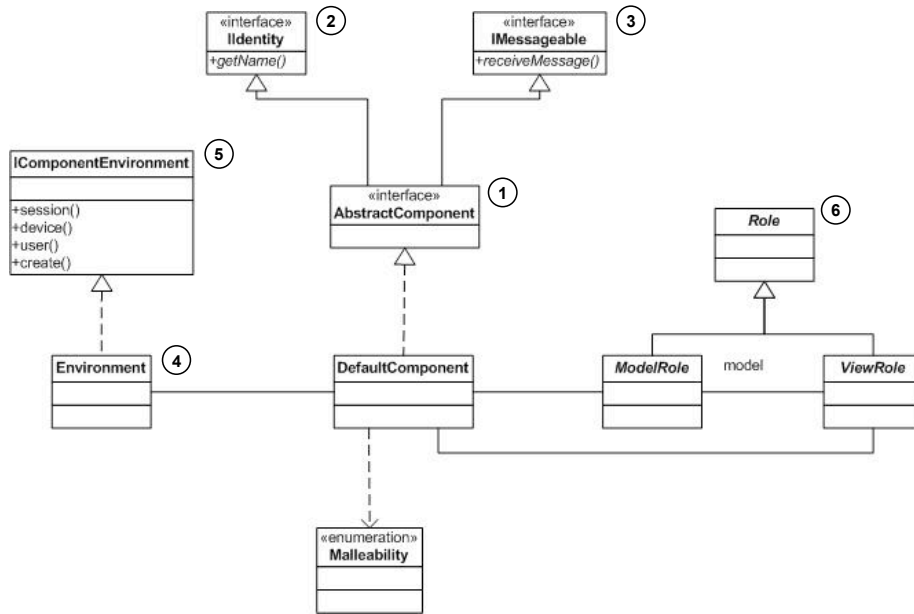 «interface»
IIdentity
+getName()
2
«interface»
IMessageable
+receiveMessage()
3
IComponentEnvironment
+session()
+device()
+user()
+create()
5
«interface»
AbstractComponent
1
Role
6
Environment
4
DefaultComponent
ModelRole
model
ViewRole
«enumeration»
Malleability